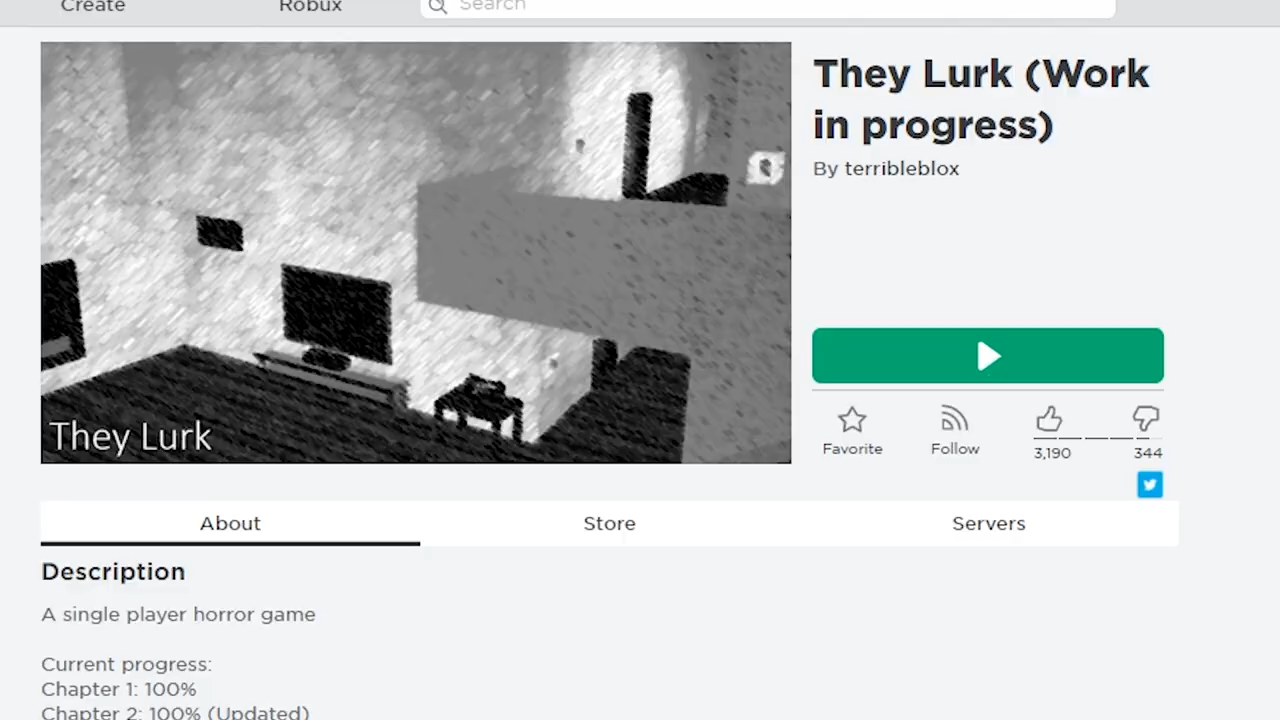 Create
Robux
Search
They Lurk (Work
in progress)
By terribleblox
They Lurk
Favorite
Follow
3,190
344
About
Store
Servers
Description
A single player horror game
Current progress:
Chapter 1: 100%
Chapter 2: 100% (Updated)